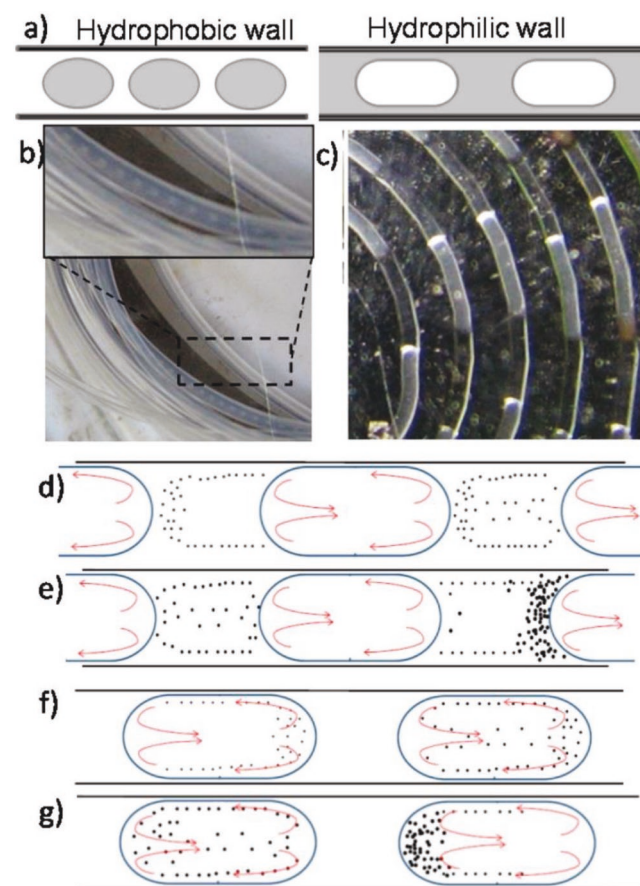 a)
Hydrophobic wall
Hydrophilic wall
b)
c)
d)
e)
f)
g)